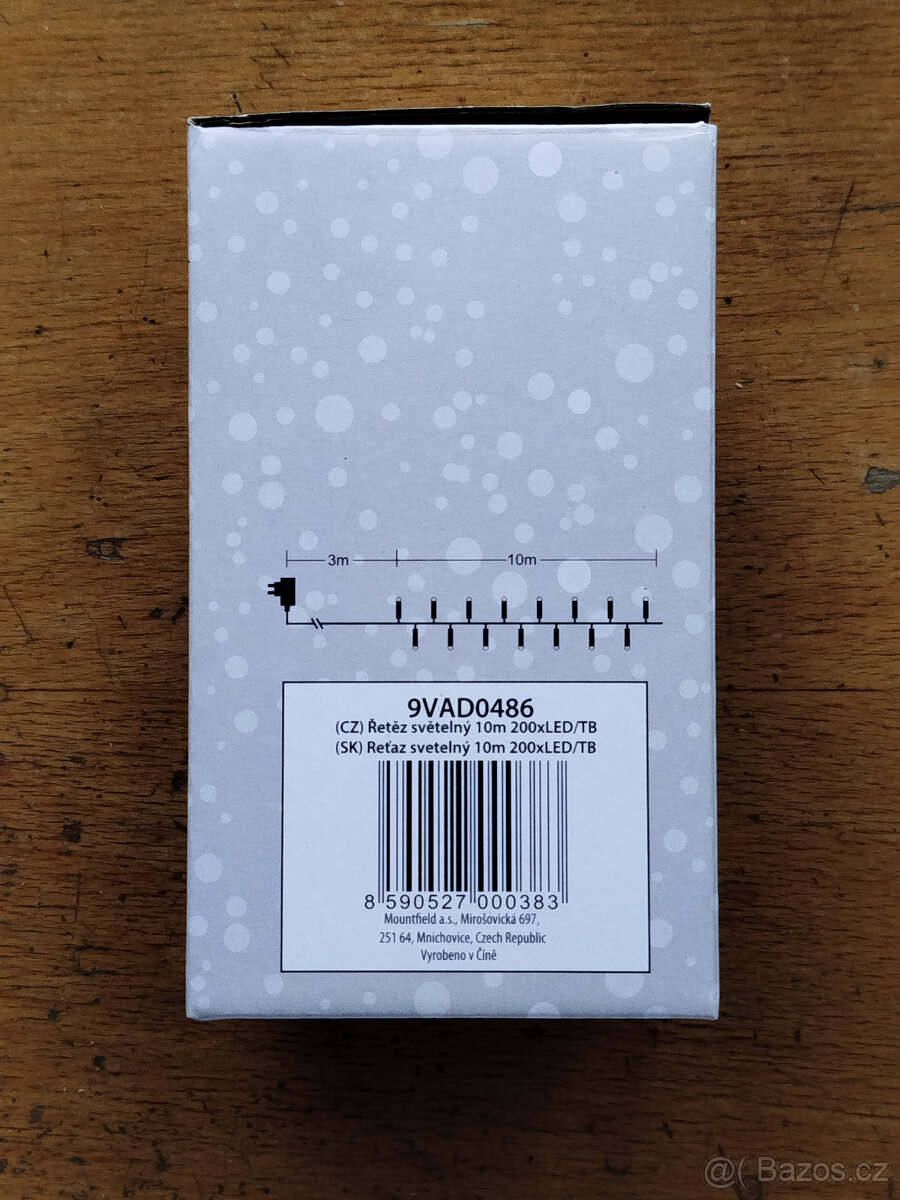 3m 10m
9VAD0486
(CZ) Řetěz světelný 10m 200xLED/TB
(SK) Reťaz svetelný 10m 200xLED/TB
8 590527 000383
Mountfield a.s., Mirošovická 697,
251 64, Mnichovice, Czech Republic
Vyrobeno v Číně
@( Bazos.cz